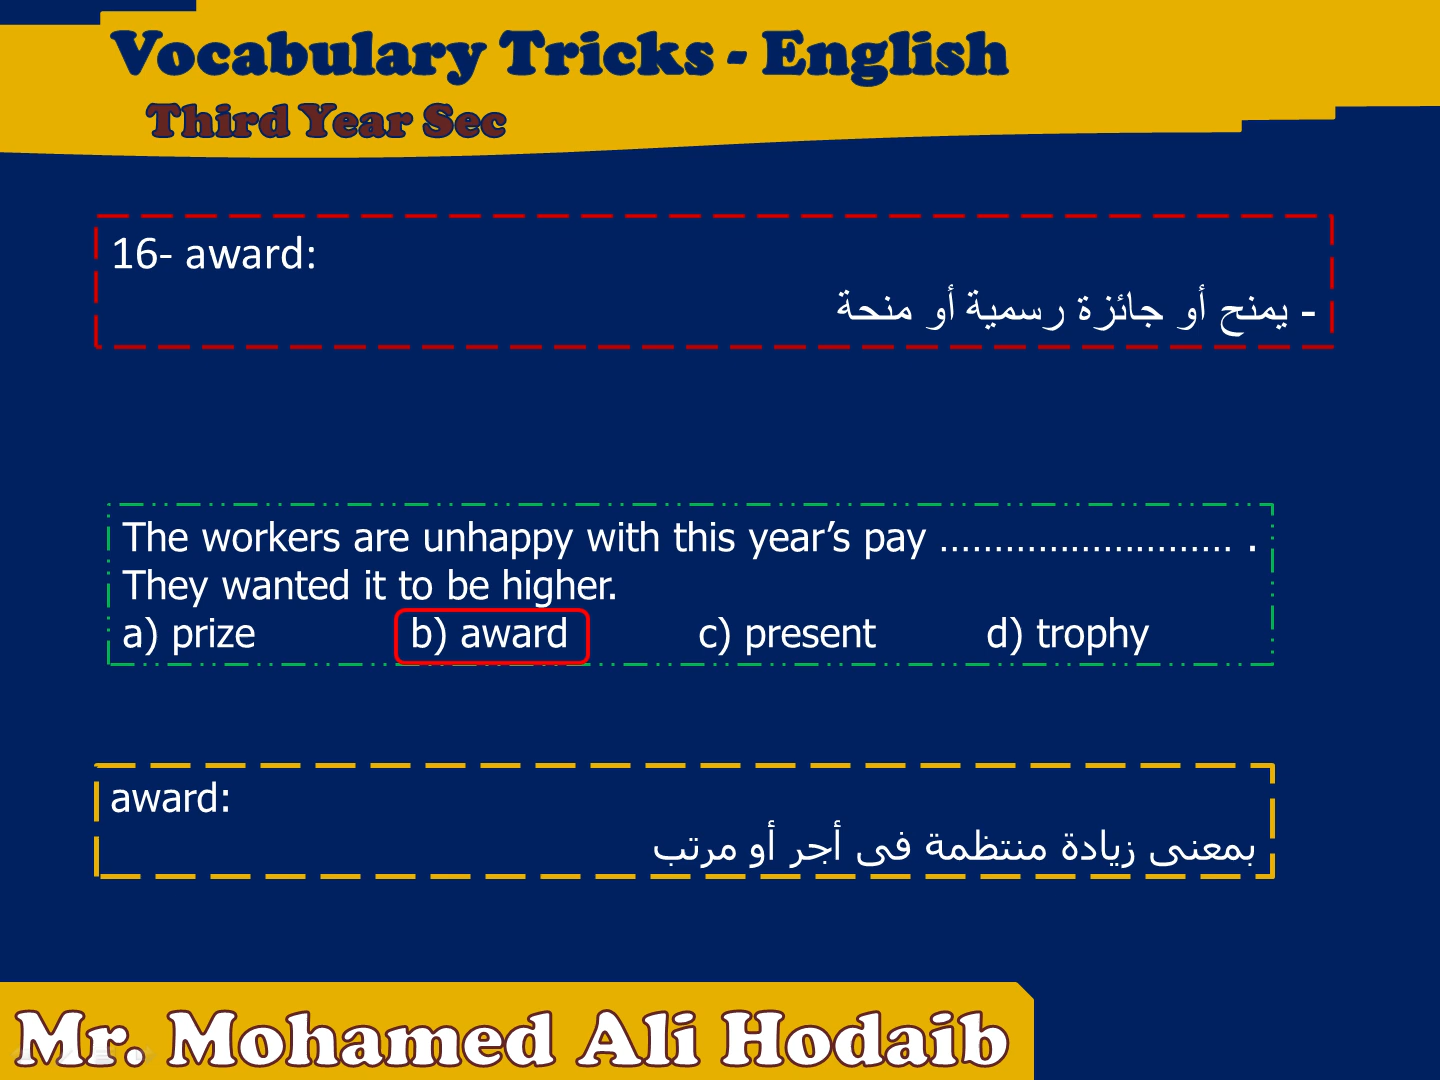 Vocabulary Tricks - English
Third Year Sec
16- award:
- يمنح أو جائزة رسمية أو منحة
The workers are unhappy with this year’s pay ........................... .
They wanted it to be higher.
a) prize b) award c) present d) trophy
award:
بمعنى زيادة منتظمة فى أجر أو مرتب
Mr. Mohamed Ali Hodaib